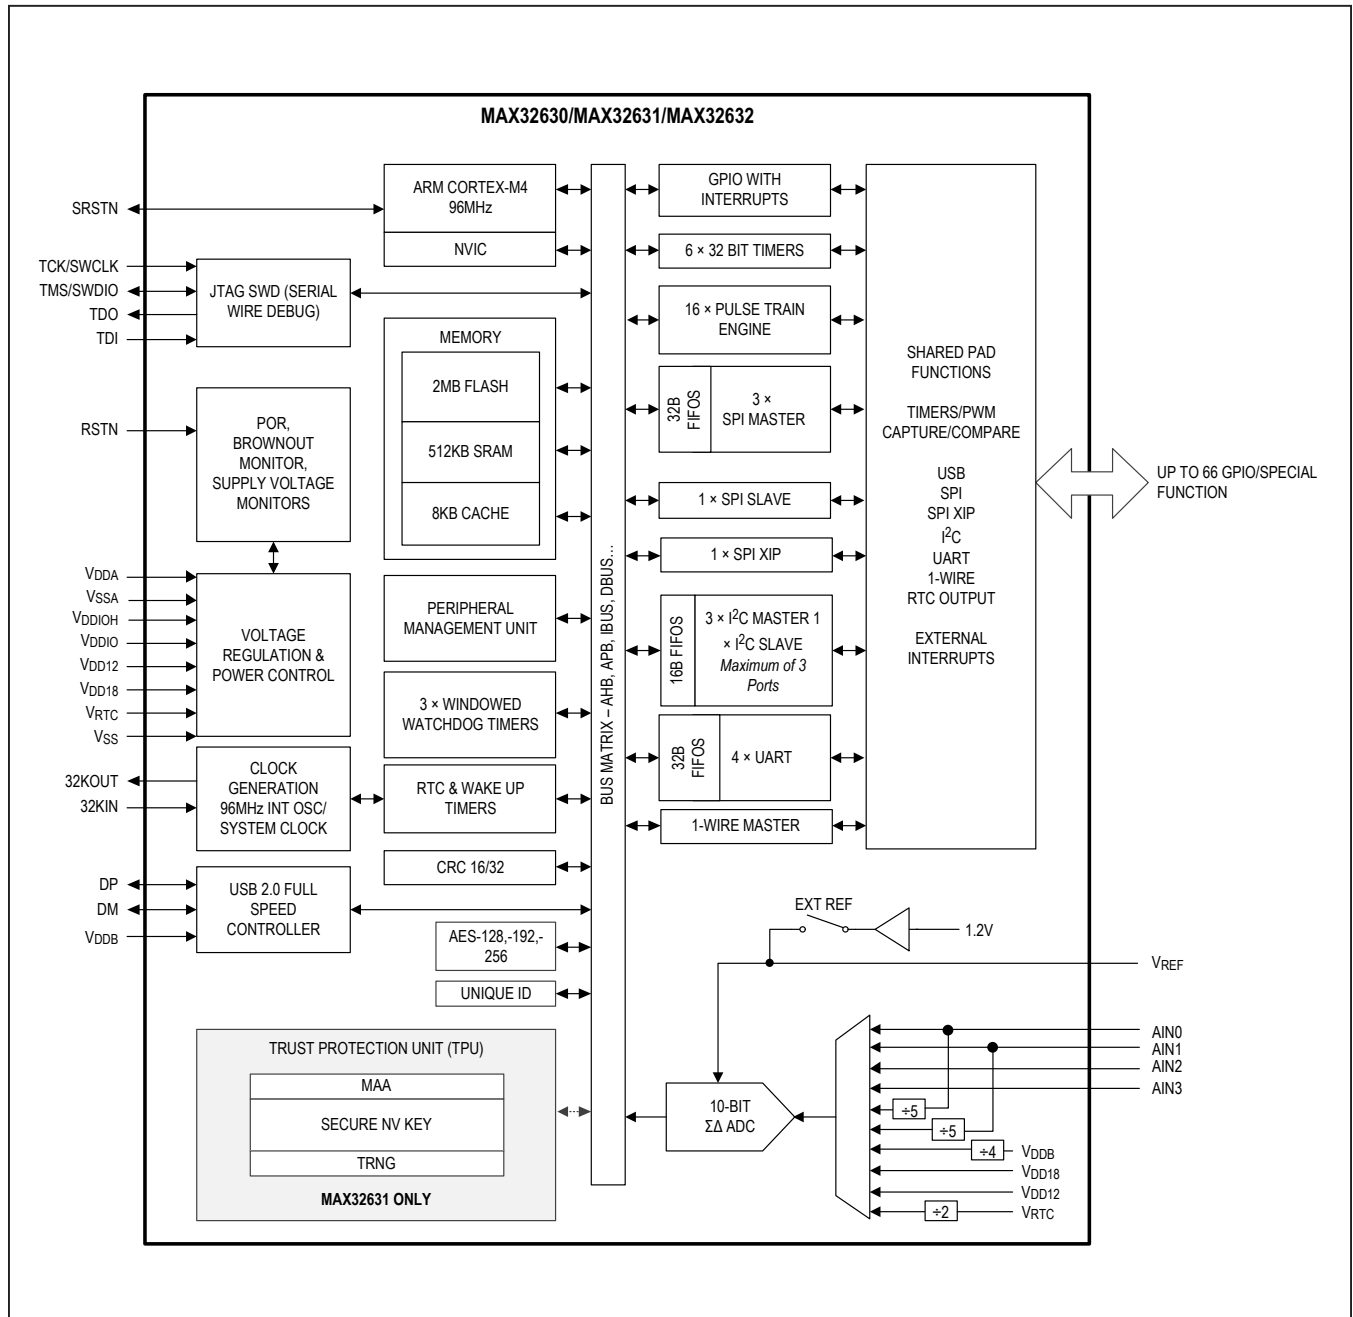 MAX32630/MAX32631/MAX32632
SRSTN
TCK/SWCLK
TMS/SWDIO
TDO
TDI
RSTN
VDDA
VSSA
VDDIOH
VDDIO
VDD12
VDD18
VRTC
VSS
32KOUT
32KIN
DP
DM
VDDB
JTAG SWD (SERIAL
WIRE DEBUG)
POR,
BROWNOUT
MONITOR,
SUPPLY VOLTAGE
MONITORS
VOLTAGE
REGULATION &
POWER CONTROL
CLOCK
GENERATION
96MHz INT OSC/
SYSTEM CLOCK
USB 2.0 FULL
SPEED
CONTROLLER
ARM CORTEX-M4
96MHz
NVIC
MEMORY
2MB FLASH
512KB SRAM
8KB CACHE
PERIPHERAL
MANAGEMENT UNIT
3 × WINDOWED
WATCHDOG TIMERS
RTC & WAKE UP
TIMERS
CRC 16/32
AES-128,-192,-
256
UNIQUE ID
TRUST PROTECTION UNIT (TPU)
MAA
SECURE NV KEY
TRNG
MAX32631 ONLY
BUS MATRIX – AHB, APB, IBUS, DBUS...
GPIO WITH
INTERRUPTS
6 × 32 BIT TIMERS
16 × PULSE TRAIN
ENGINE
32B
FIFOS
3 ×
SPI MASTER
1 × SPI SLAVE
1 × SPI XIP
16B FIFOS
3 × I2C MASTER 1
× I2C SLAVE
Maximum of 3
Ports
32B
FIFOS
4 × UART
1-WIRE MASTER
SHARED PAD
FUNCTIONS
TIMERS/PWM
CAPTURE/COMPARE
USB
SPI
SPI XIP
I2C
UART
1-WIRE
RTC OUTPUT
EXTERNAL
INTERRUPTS
UP TO 66 GPIO/SPECIAL
FUNCTION
EXT REF
1.2V
VREF
10-BIT
ΣΔ ADC
AIN0
AIN1
AIN2
AIN3
÷5
÷5
÷4
VDDB
VDD18
VDD12
÷2
VRTC